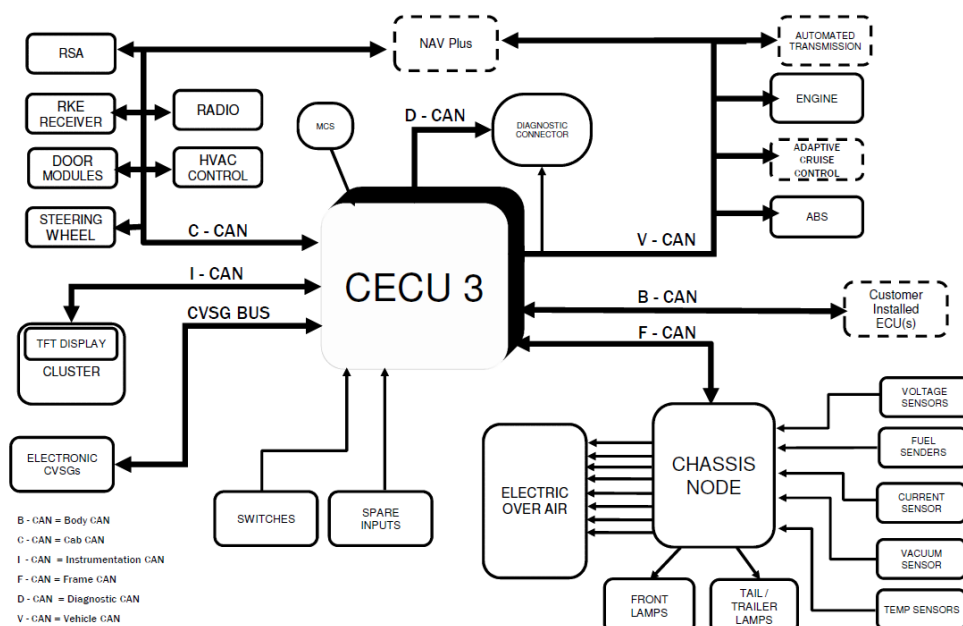 RSA
NAV Plus
AUTOMATED
TRANSMISSION
RKE
RECEIVER
RADIO
MCS
D - CAN
DIAGNOSTIC
CONNECTOR
ENGINE
DOOR
MODULES
HVAC
CONTROL
ADAPTIVE
CRUISE
CONTROL
STEERING
WHEEL
ABS
C - CAN
V - CAN
I - CAN
CECU 3
B - CAN
Customer
Installed
ECU(s)
CVSG BUS
F - CAN
TFT DISPLAY
CLUSTER
VOLTAGE
SENSORS
FUEL
SENDERS
ELECTRONIC
CVSGs
CHASSIS
NODE
ELECTRIC
OVER AIR
CURRENT
SENSOR
SWITCHES
SPARE
INPUTS
VACUUM
SENSOR
FRONT
LAMPS
TAIL /
TRAILER
LAMPS
TEMP SENSORS
B - CAN = Body CAN
C - CAN = Cab CAN
I - CAN = Instrumentation CAN
F - CAN = Frame CAN
D - CAN = Diagnostic CAN
V - CAN = Vehicle CAN